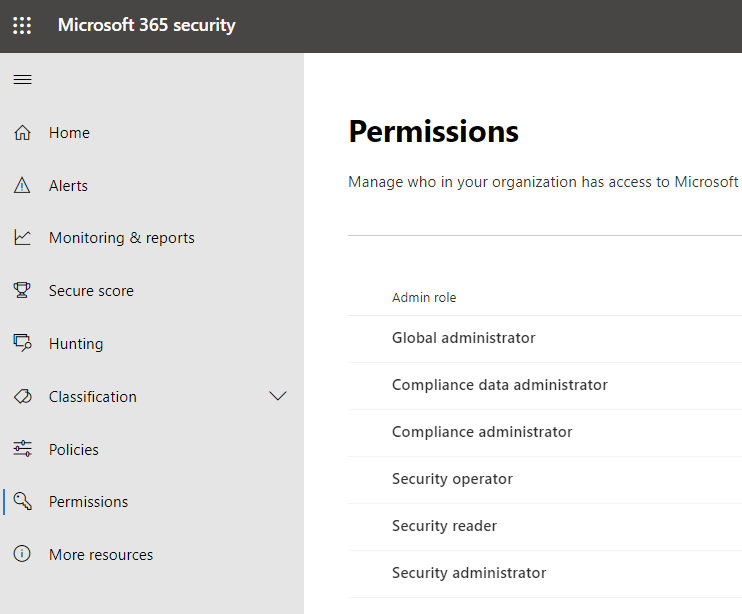 Microsoft 365 security
Home
Alerts
Monitoring & reports
Secure score
Hunting
Classification
Policies
Permissions
More resources
Permissions
Manage who in your organization has access to Microsoft
Admin role
Global administrator
Compliance data administrator
Compliance administrator
Security operator
Security reader
Security administrator